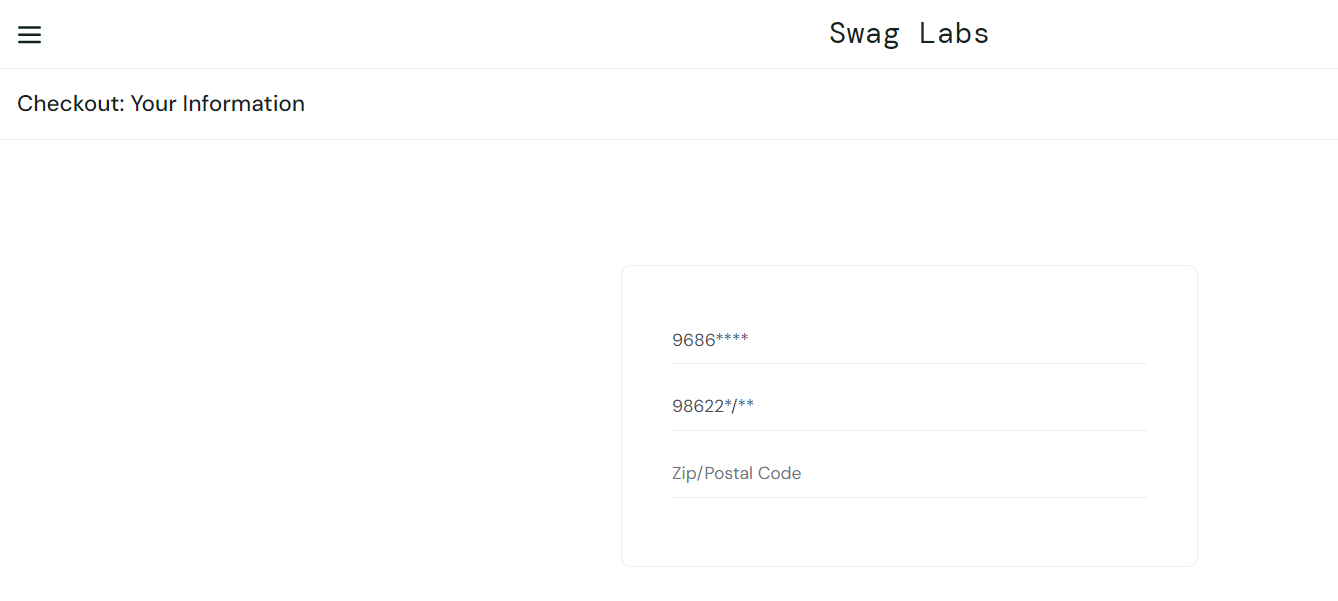 Swag Labs
Checkout: Your Information
9686****
98622*/**
Zip/Postal Code